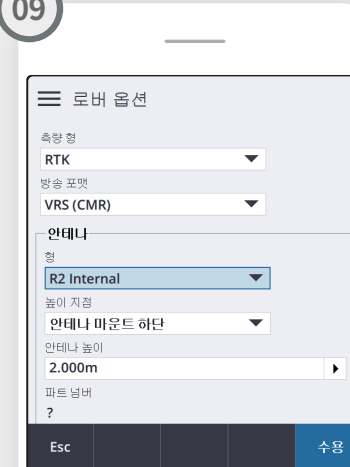 09
로버 옵션
측량 형
RTK
방송 포맷
VRS (CMR)
안테나
형
R2 Internal
높이 지점
안테나 마운트 하단
안테나 높이
2.000m
파트 넘버
?
Esc
수용